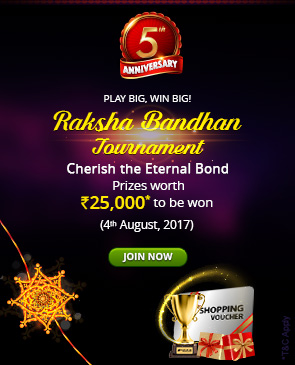 5th
ANNIVERSARY
PLAY BIG, WIN BIG!
Raksha Bandhan
Tournament
Cherish the Eternal Bond
Prizes worth
₹25,000* to be won
(4th August, 2017)
JOIN NOW
SHOPPING
VOUCHER
*T&C Apply